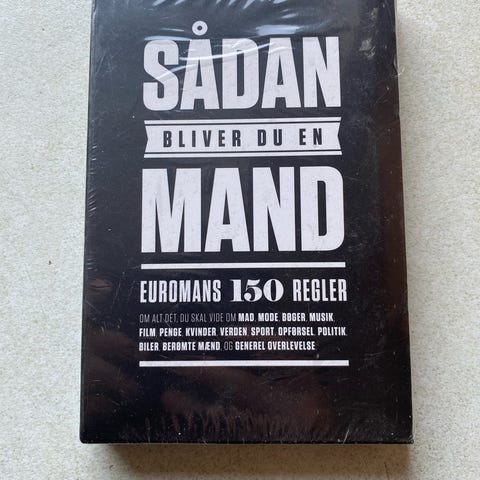 SÅDAN
BLIVER DU EN
MAND
EUROMANS 150 REGLER
OM ALT DET, DU SKAL VIDE OM MAD, MODE, BØGER, MUSIK,
FILM, PENGE, KVINDER, VERDEN, SPORT, OPFØRSEL, POLITIK,
BILER, BERØMTE MÆND, OG GENEREL OVERLEVELSE